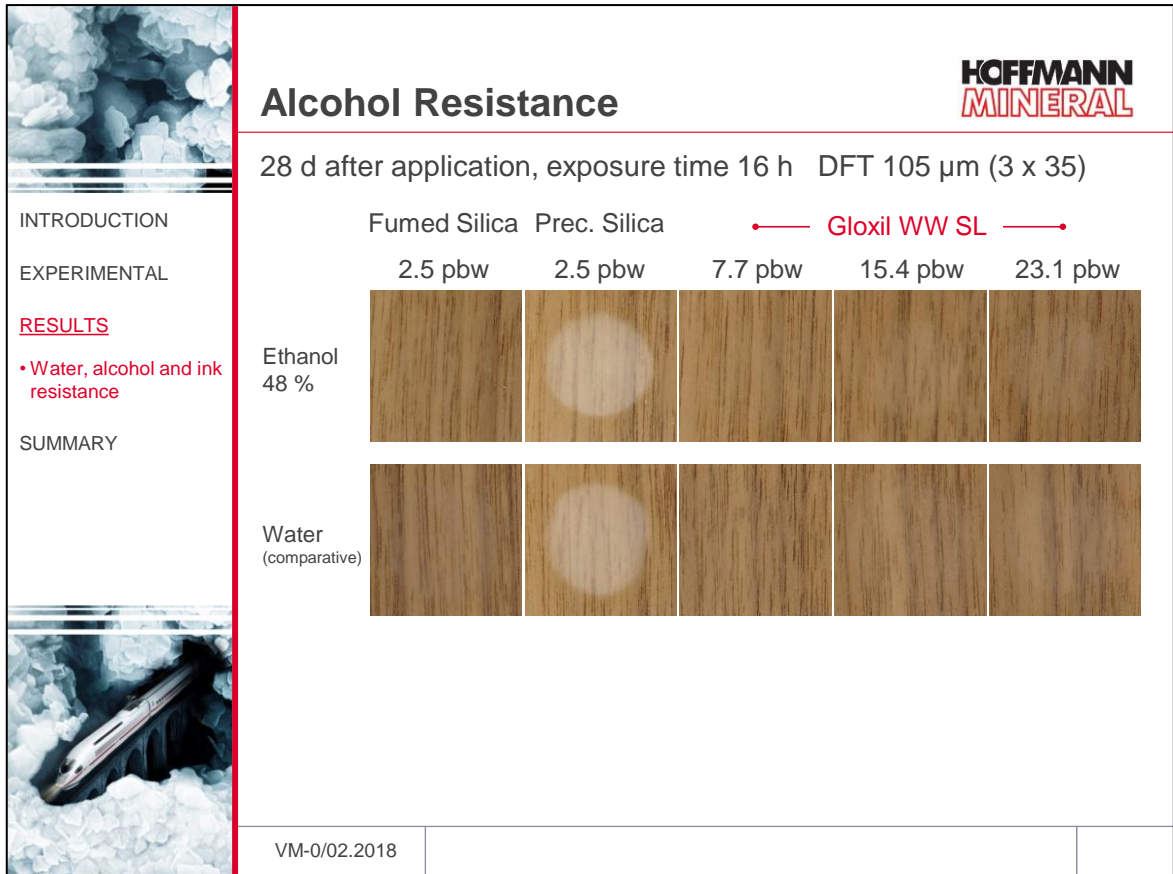 HOFFMANN
MINERAL
Alcohol Resistance
28 d after application, exposure time 16 h DFT 105 µm (3 x 35)
INTRODUCTION
EXPERIMENTAL
RESULTS
• Water, alcohol and ink
resistance
SUMMARY
Fumed Silica Prec. Silica Gloxil WW SL
2.5 pbw 2.5 pbw 7.7 pbw 15.4 pbw 23.1 pbw
Ethanol
48 %
Water
(comparative)
VM-0/02.2018